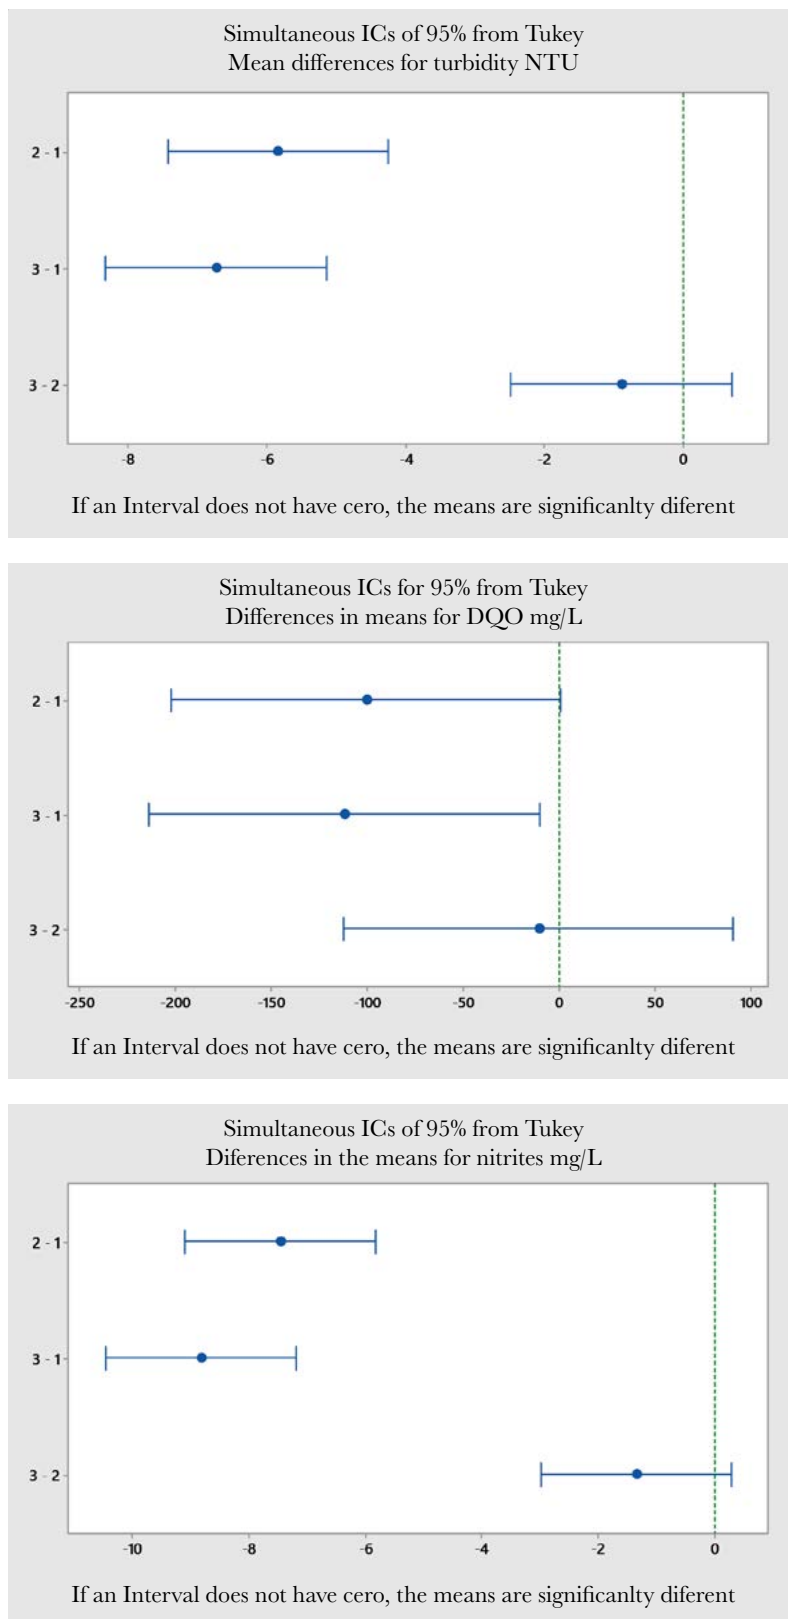 Simultaneous ICs of 95% from Tukey
Mean differences for turbidity NTU
2 - 1
3 - 1
3 - 2
-8 -6 -4 -2 0
If an Interval does not have cero, the means are significanlty diferent
Simultaneous ICs for 95% from Tukey
Differences in means for DQO mg/L
2 - 1
3 - 1
3 - 2
-250 -200 -150 -100 -50 0 50 100
If an Interval does not have cero, the means are significanlty diferent
Simultaneous ICs of 95% from Tukey
Diferences in the means for nitrites mg/L
2 - 1
3 - 1
3 - 2
-10 -8 -6 -4 -2 0
If an Interval does not have cero, the means are significanlty diferent